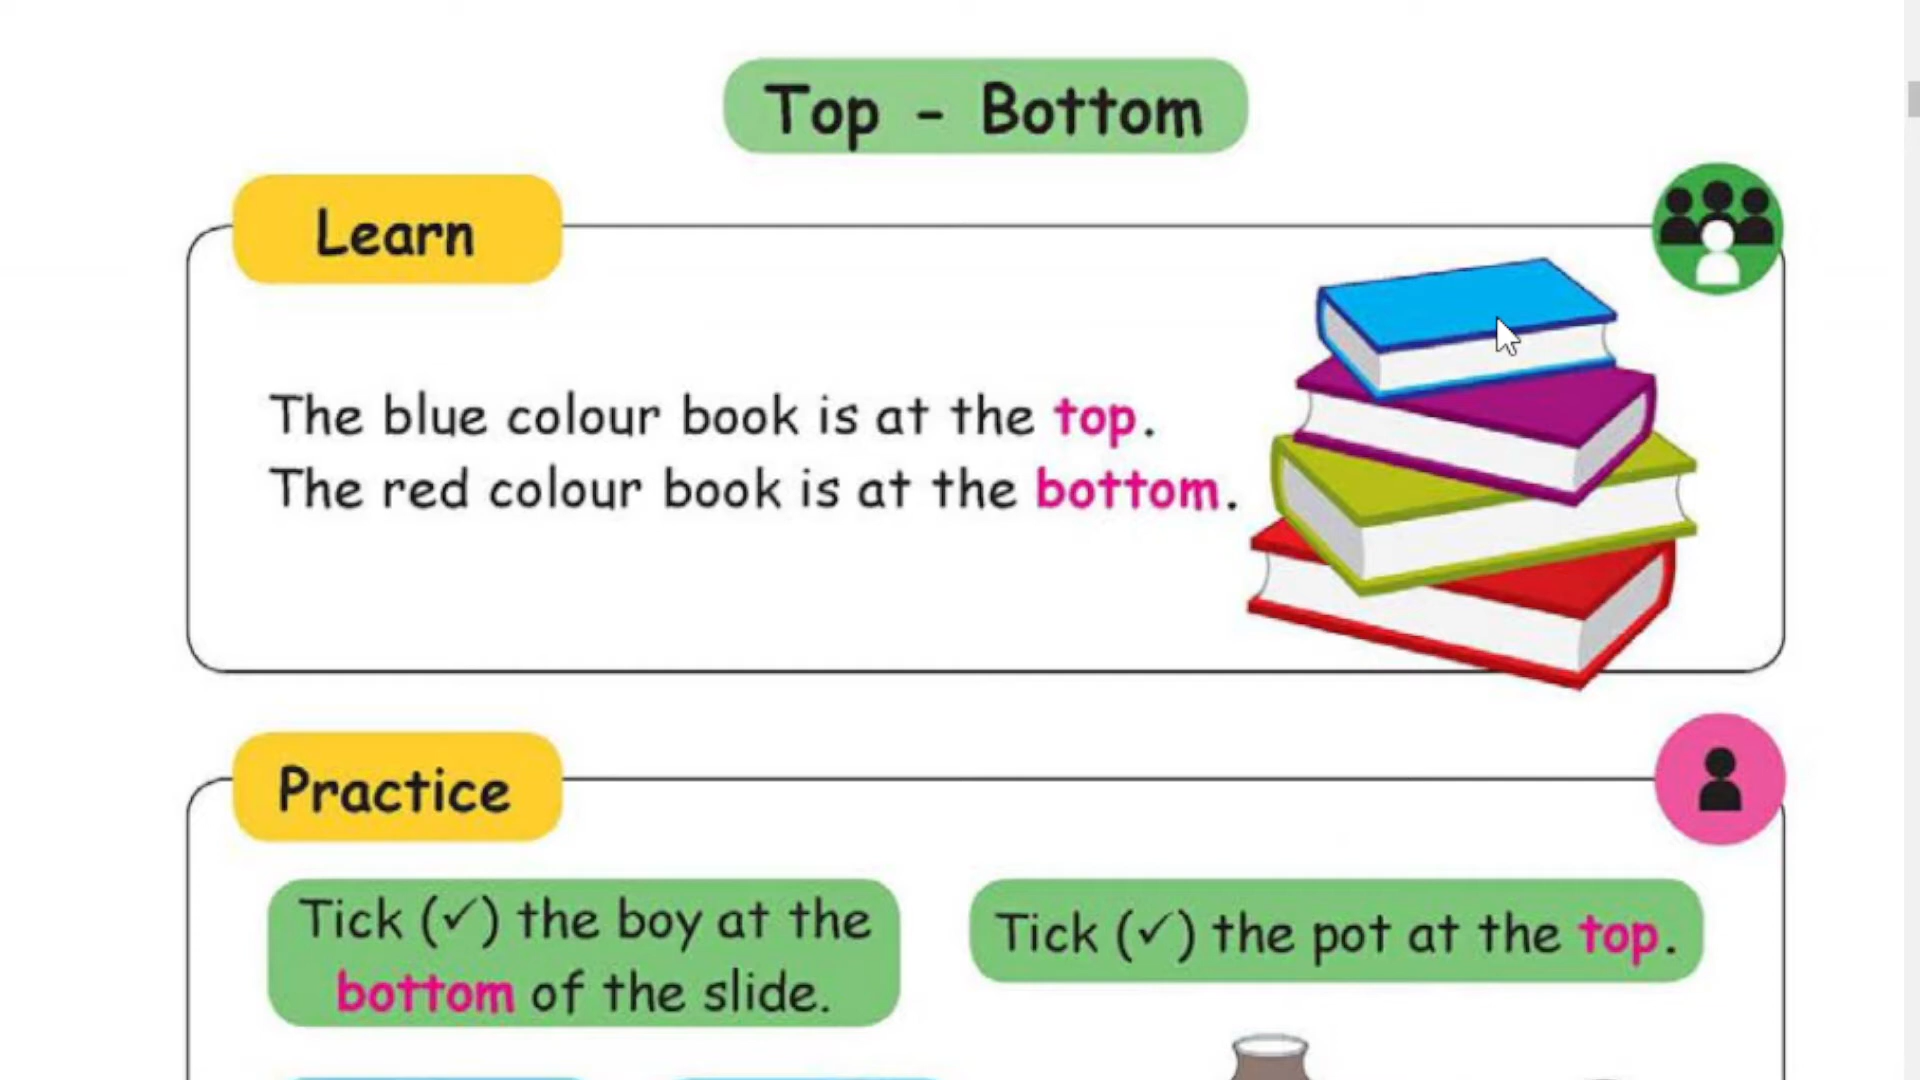 Top - Bottom
Learn
The blue colour book is at the top.
The red colour book is at the bottom.
Practice
Tick (✓) the boy at the
bottom of the slide.
Tick (✓) the pot at the top.